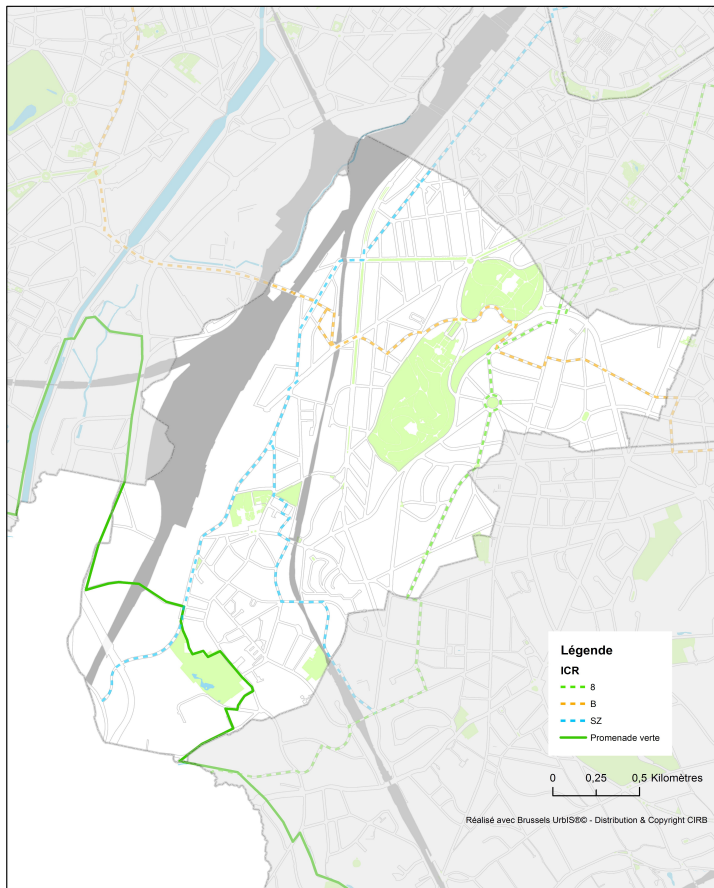 Légende
ICR
8
B
SZ
Promenade verte
0 0,25 0,5 Kilomètres
Réalisé avec Brussels UrbIS®© - Distribution & Copyright CIRB